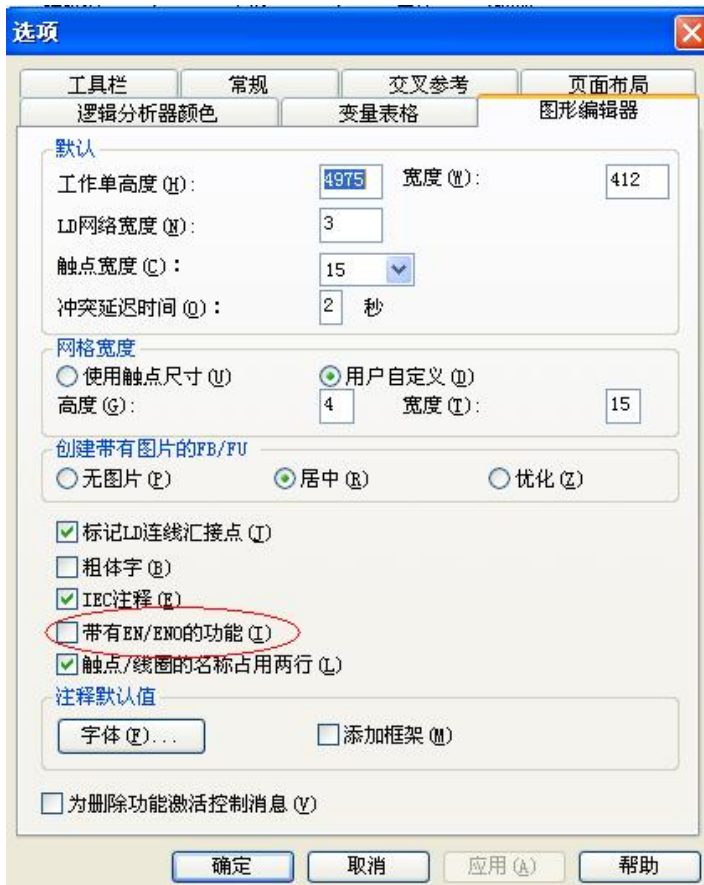 选项
工具栏 常规 交叉参考 页面布局
逻辑分析器颜色 变量表格 图形编辑器
默认
工作单高度(H): 4975 宽度(W): 412
LD网络宽度(N): 3
触点宽度(C): 15
冲突延迟时间(O): 2 秒
网格宽度
使用触点尺寸(U) 用户自定义(D)
高度(G): 4 宽度(T): 15
创建带有图片的FB/FU
无图片(P) 居中(R) 优化(Z)
标记LD连线汇接点(J)
粗体字(B)
IEC注释(E)
带有EN/ENO的功能(I)
触点/线圈的名称占用两行(L)
注释默认值
字体(F)... 添加框架(M)
为删除功能激活控制消息(V)
确定 取消 应用(A) 帮助